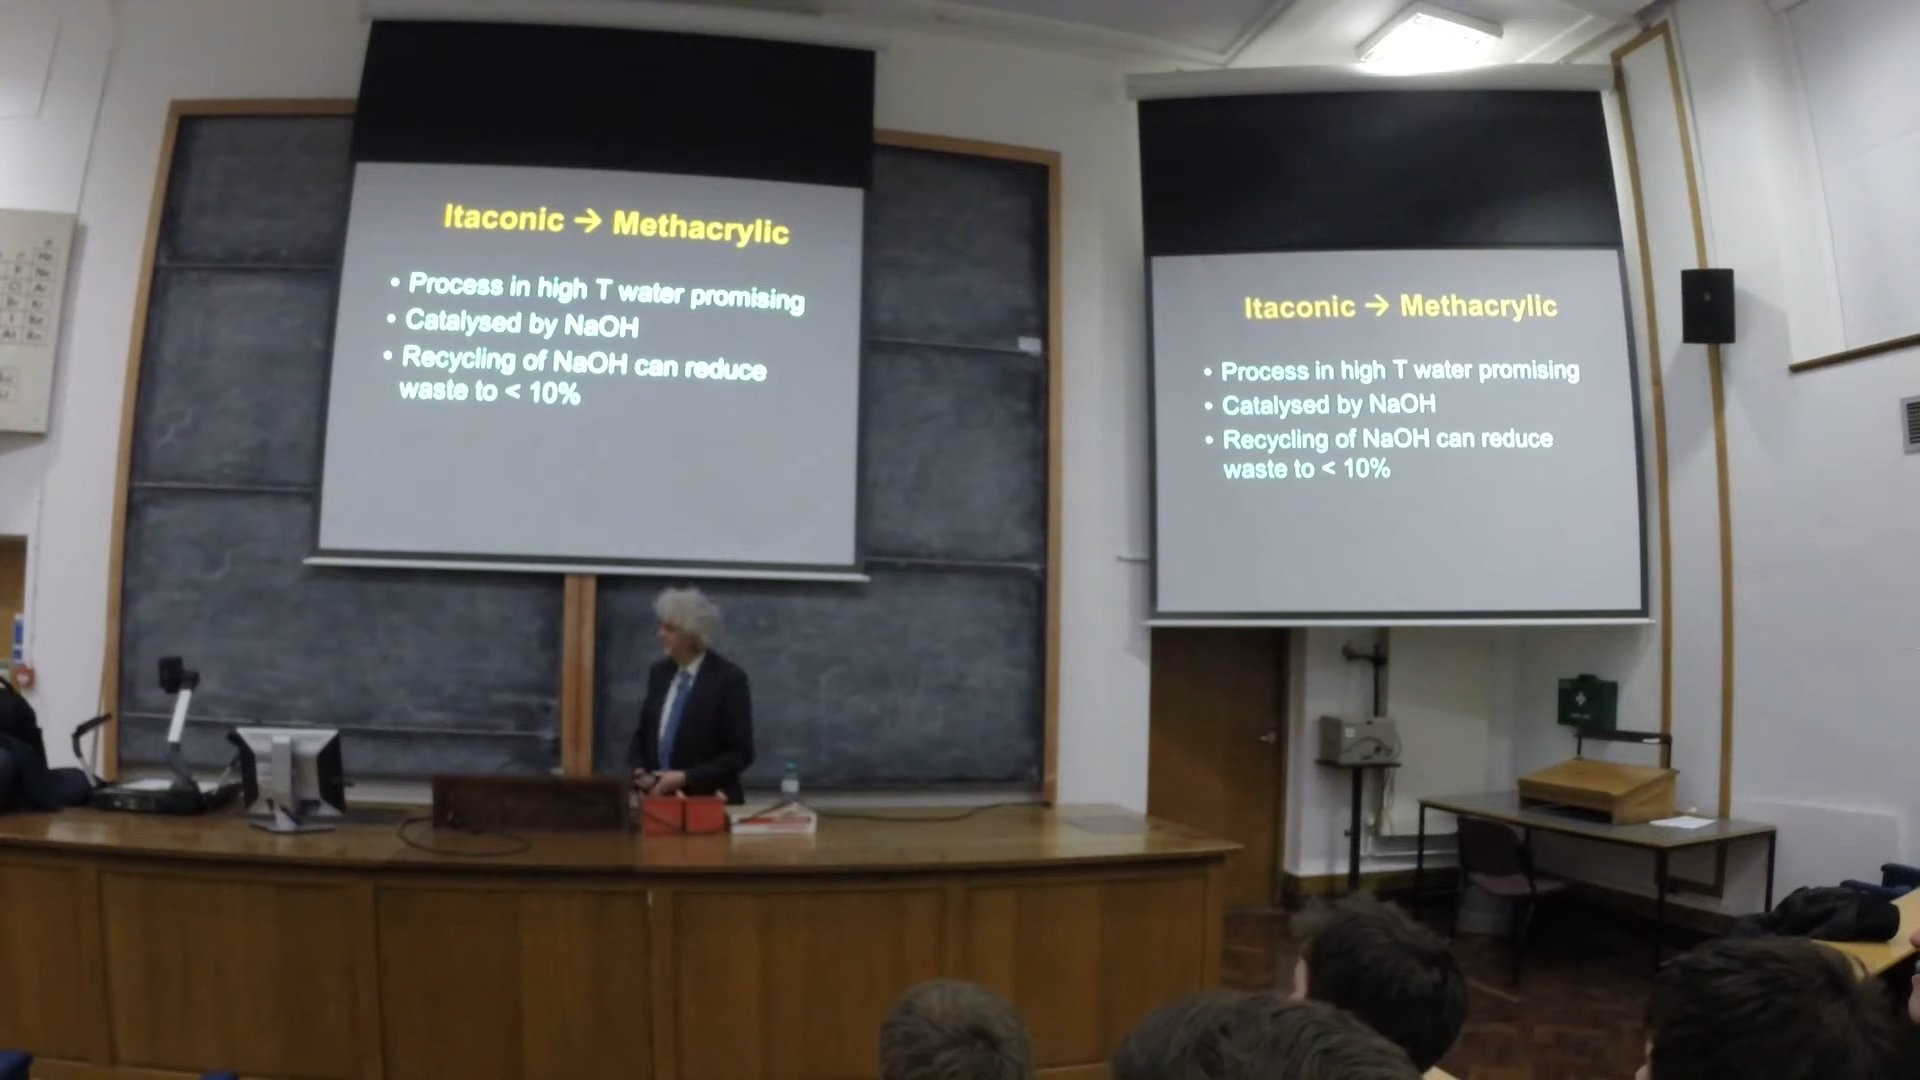 Itaconic → Methacrylic
• Process in high T water promising
• Catalysed by NaOH
• Recycling of NaOH can reduce
waste to < 10%
Itaconic → Methacrylic
• Process in high T water promising
• Catalysed by NaOH
• Recycling of NaOH can reduce
waste to < 10%